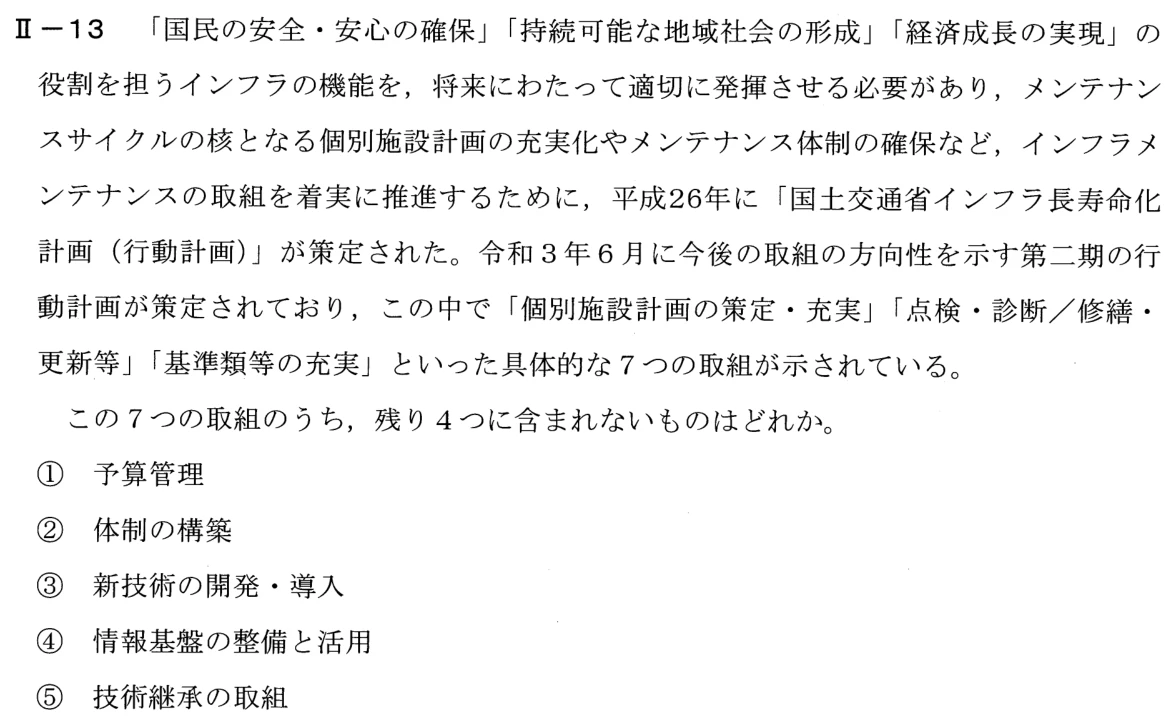 Ⅱ－13　「国民の安全・安心の確保」「持続可能な地域社会の形成」「経済成長の実現」の
役割を担うインフラの機能を，将来にわたって適切に発揮させる必要があり，メンテナン
スサイクルの核となる個別施設計画の充実化やメンテナンス体制の確保など，インフラメ
ンテナンスの取組を着実に推進するために，平成26年に「国土交通省インフラ長寿命化
計画（行動計画）」が策定された。令和３年６月に今後の取組の方向性を示す第二期の行
動計画が策定されており，この中で「個別施設計画の策定・充実」「点検・診断／修繕・
更新等」「基準類等の充実」といった具体的な７つの取組が示されている。
この７つの取組のうち，残り４つに含まれないものはどれか。
①　予算管理
②　体制の構築
③　新技術の開発・導入
④　情報基盤の整備と活用
⑤　技術継承の取組